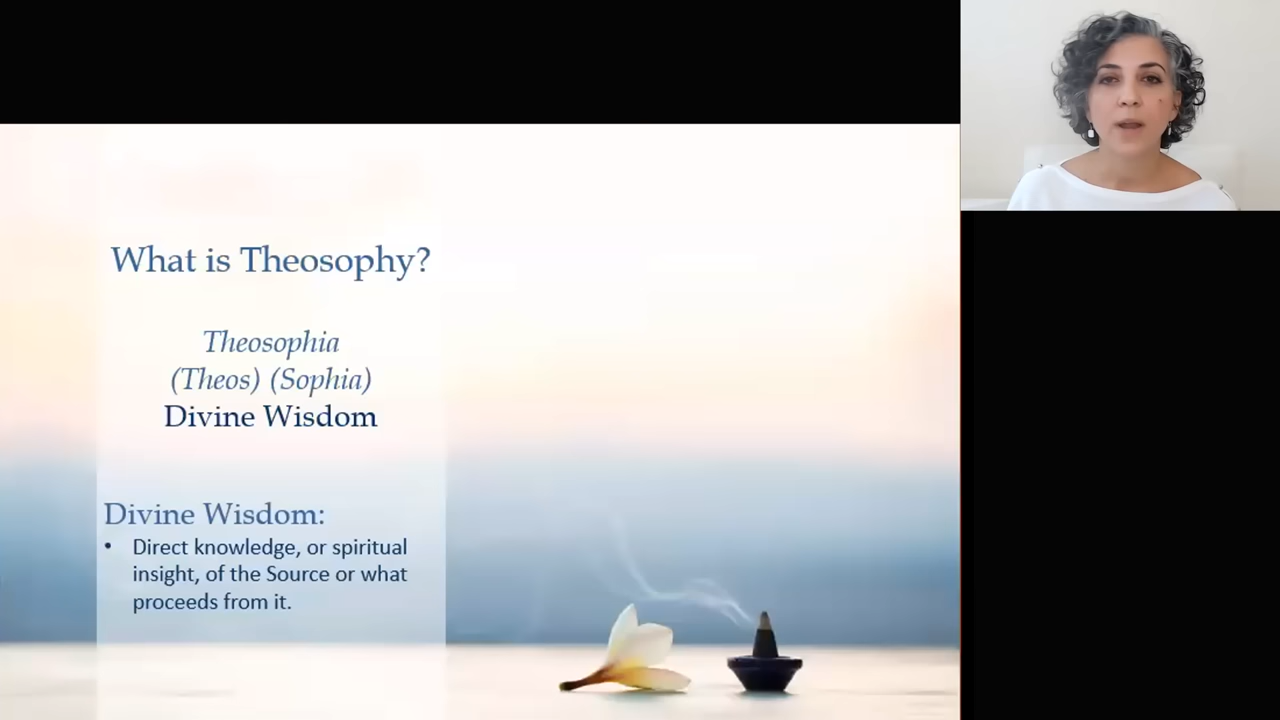 What is Theosophy?
Theosophia
(Theos) (Sophia)
Divine Wisdom
Divine Wisdom:
• Direct knowledge, or spiritual
insight, of the Source or what
proceeds from it.